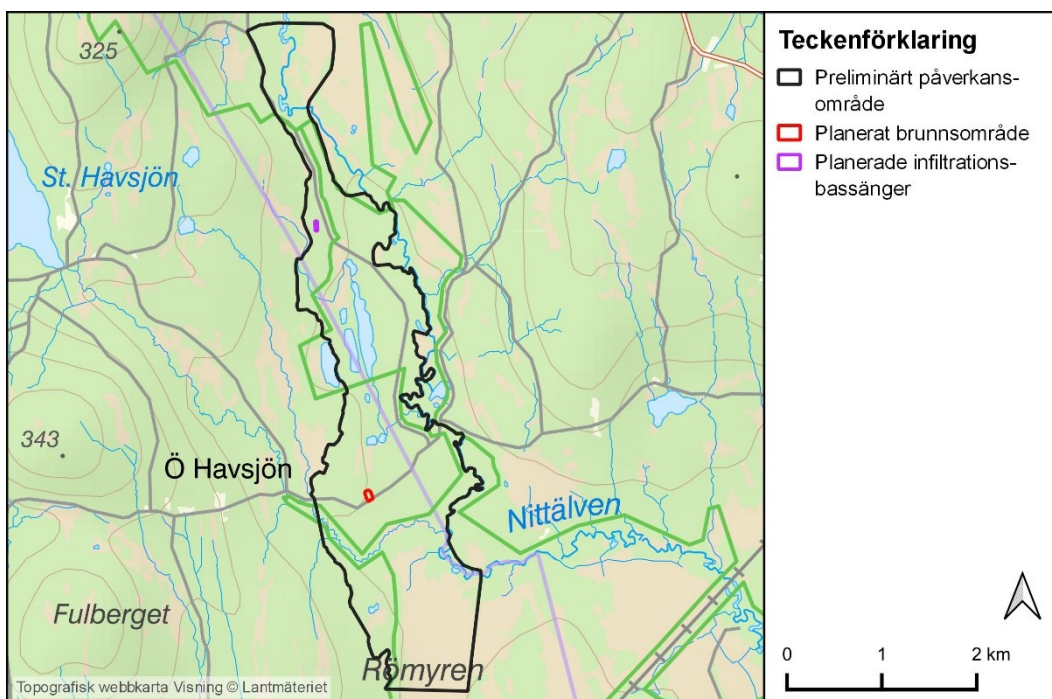 325
St. Havsjön
343
Ö Havsjön
Nittälven
Fulberget
Römyren
Topografisk webbkarta Visning © Lantmäteriet
Teckenförklaring
Preliminärt påverkans-
område
Planerat brunnsområde
Planerade infiltrations-
bassänger
0 1 2 km